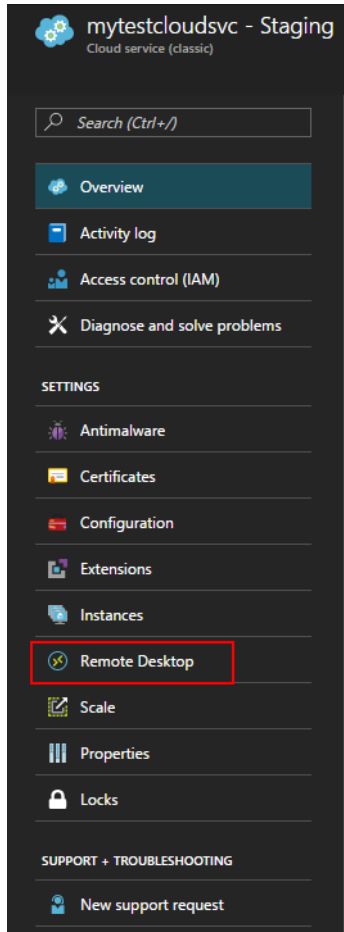 mytestcloudsvc - Staging
Cloud service (classic)
Search (Ctrl+/)
Overview
Activity log
Access control (IAM)
Diagnose and solve problems
SETTINGS
Antimalware
Certificates
Configuration
Extensions
Instances
Remote Desktop
Scale
Properties
Locks
SUPPORT + TROUBLESHOOTING
New support request